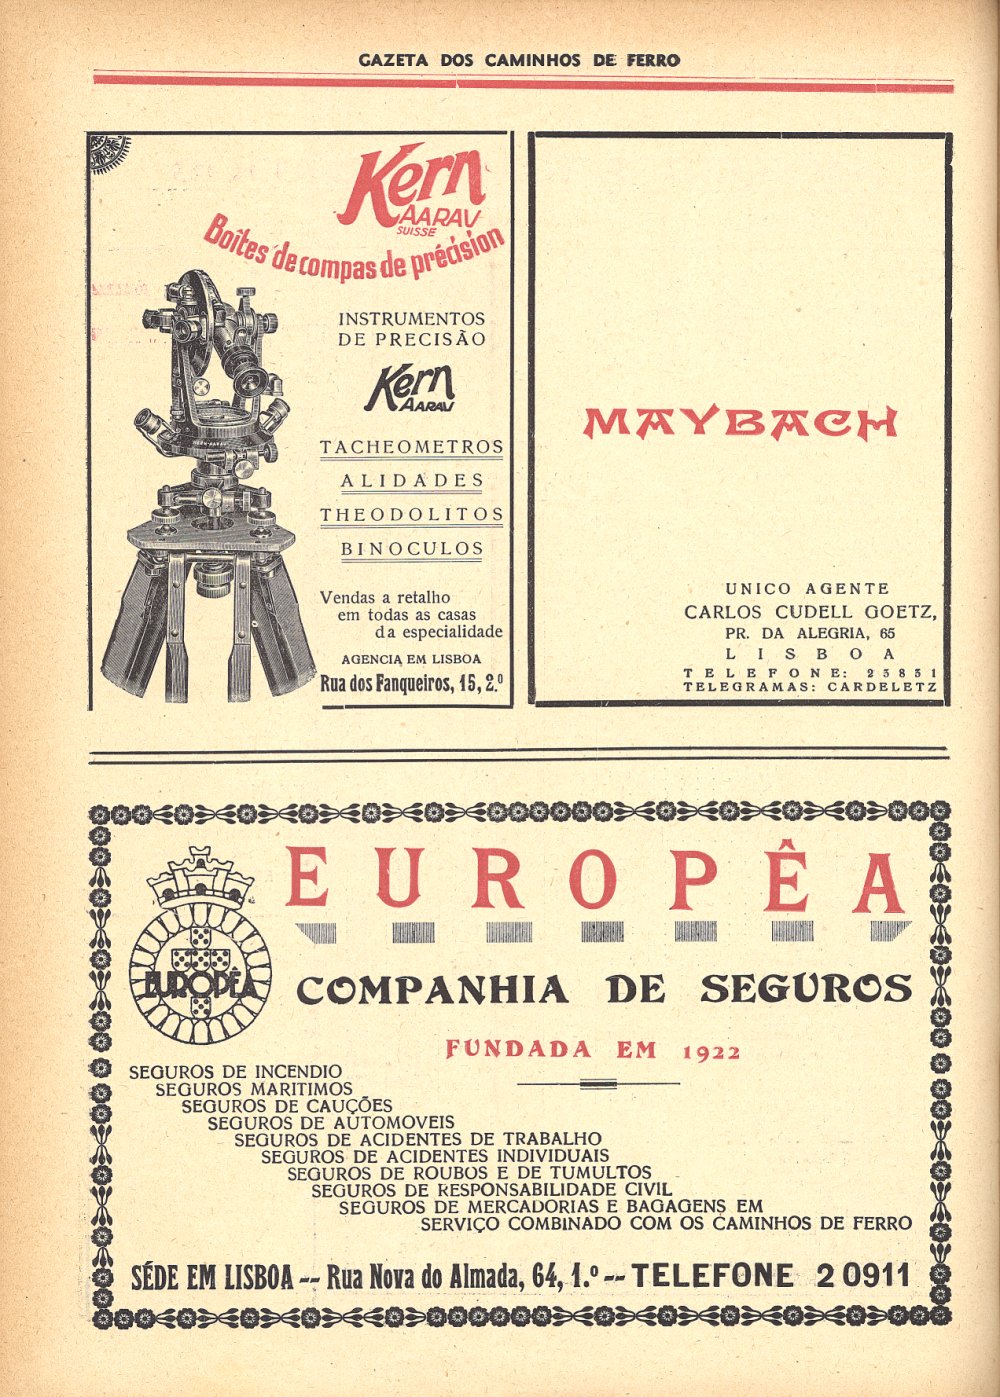 GAZETA DOS CAMINHOS DE FERRO
Kern
AARAU
SUISSE
Boîtes de compas de précision
INSTRUMENTOS
DE PRECISÃO
Kern
AARAU
TACHEOMETROS
ALIDADES
THEODOLITOS
BINOCULOS
Vendas a retalho
em todas as casas
da especialidade
AGENCIA EM LISBOA
Rua dos Fanqueiros, 15, 2.º
MAYBACH
UNICO AGENTE
CARLOS CUDELL GOETZ,
PR. DA ALEGRIA, 65
LISBOA
TELEFONE: 23851
TELEGRAMAS: CARDELETZ
EUROPÊA
EUROPÊA
COMPANHIA DE SEGUROS
FUNDADA EM 1922
SEGUROS DE INCENDIO
SEGUROS MARITIMOS
SEGUROS DE CAUÇÕES
SEGUROS DE AUTOMOVEIS
SEGUROS DE ACIDENTES DE TRABALHO
SEGUROS DE ACIDENTES INDIVIDUAIS
SEGUROS DE ROUBOS E DE TUMULTOS
SEGUROS DE RESPONSABILIDADE CIVIL
SEGUROS DE MERCADORIAS E BAGAGENS EM
SERVIÇO COMBINADO COM OS CAMINHOS DE FERRO
SÉDE EM LISBOA -- Rua Nova do Almada, 64, 1.º -- TELEFONE 20911